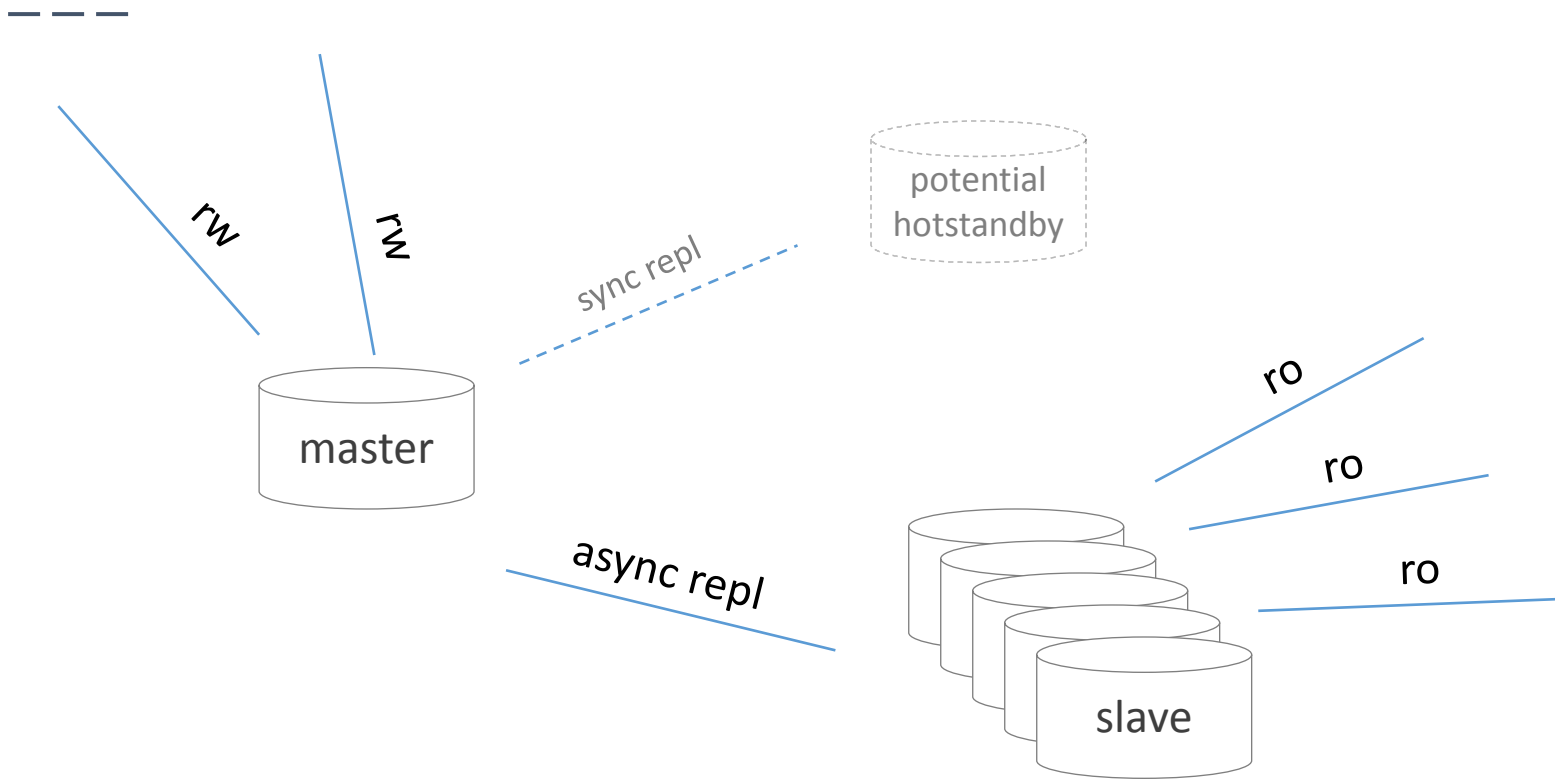 rw
rw
potential
hotstandby
sync repl
master
ro
ro
async repl
ro
slave